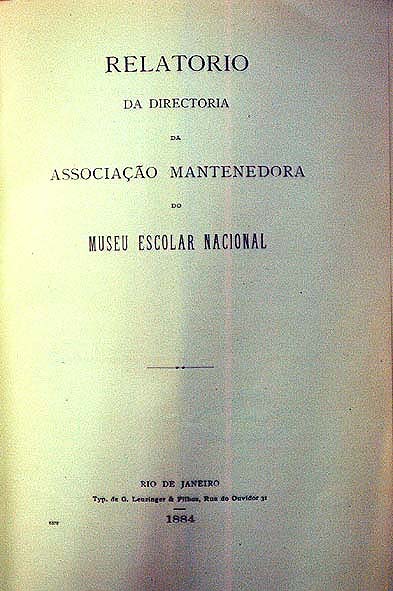 RELATORIO
DA DIRECTORIA
DA
ASSOCIAÇÃO MANTENEDORA
DO
MUSEU ESCOLAR NACIONAL
RIO DE JANEIRO
Typ. de G. Leuzinger & Filhos, Rua do Ouvidor 31
1884